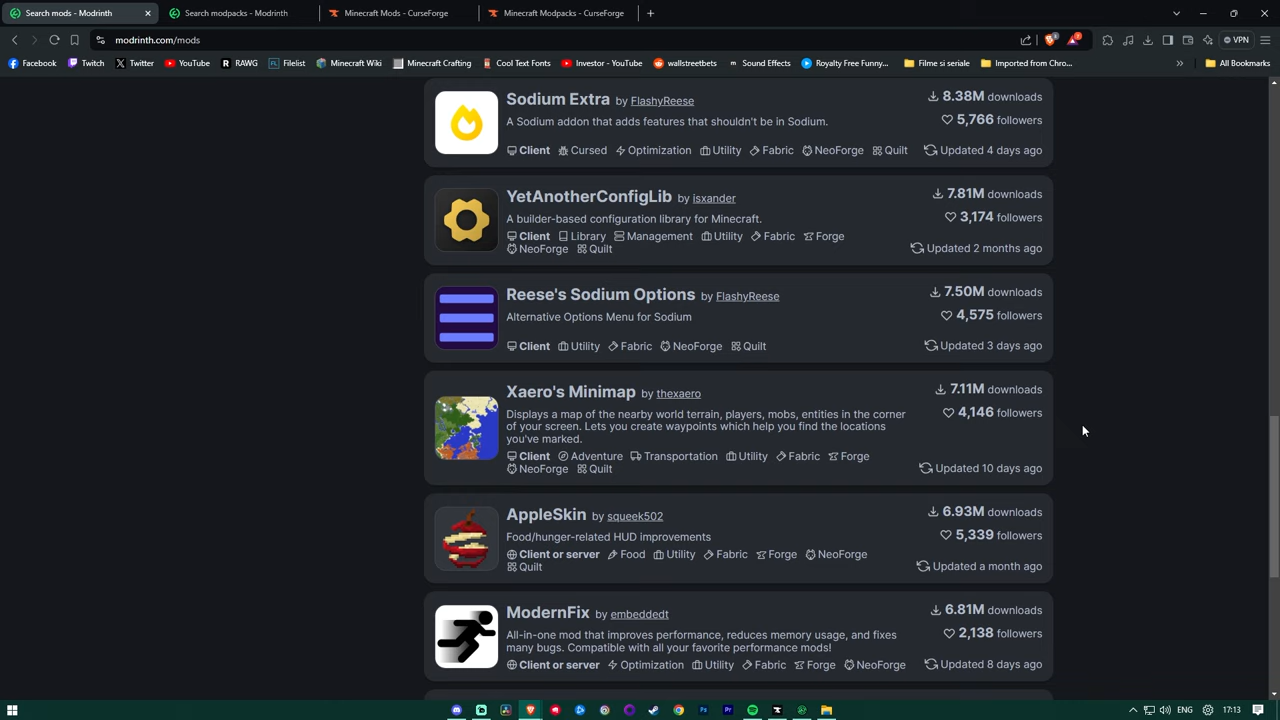 Search mods - Modrinth
Search modpacks - Modrinth
Minecraft Mods - CurseForge
Minecraft Modpacks - CurseForge
modrinth.com/mods
VPN
Facebook
Twitch
Twitter
YouTube
RAWG
Filelist
Minecraft Wiki
Minecraft Crafting
Cool Text Fonts
Investor - YouTube
wallstreetbets
Sound Effects
Royalty Free Funny...
Filme si seriale
Imported from Chro...
All Bookmarks
Sodium Extra by FlashyReese
8.38M downloads
5,766 followers
A Sodium addon that adds features that shouldn't be in Sodium.
Client Cursed Optimization Utility Fabric NeoForge Quilt
Updated 4 days ago
YetAnotherConfigLib by isxander
7.81M downloads
3,174 followers
A builder-based configuration library for Minecraft.
Client Library Management Utility Fabric Forge
NeoForge Quilt
Updated 2 months ago
Reese's Sodium Options by FlashyReese
7.50M downloads
4,575 followers
Alternative Options Menu for Sodium
Client Utility Fabric NeoForge Quilt
Updated 3 days ago
Xaero's Minimap by thexaero
7.11M downloads
4,146 followers
Displays a map of the nearby world terrain, players, mobs, entities in the corner
of your screen. Lets you create waypoints which help you find the locations
you've marked.
Client Adventure Transportation Utility Fabric Forge
NeoForge Quilt
Updated 10 days ago
AppleSkin by squeek502
6.93M downloads
5,339 followers
Food/hunger-related HUD improvements
Client or server Food Utility Fabric Forge NeoForge
Quilt
Updated a month ago
ModernFix by embeddedt
6.81M downloads
2,138 followers
All-in-one mod that improves performance, reduces memory usage, and fixes
many bugs. Compatible with all your favorite performance mods!
Client or server Optimization Utility Fabric Forge NeoForge
Updated 8 days ago
ENG
17:13